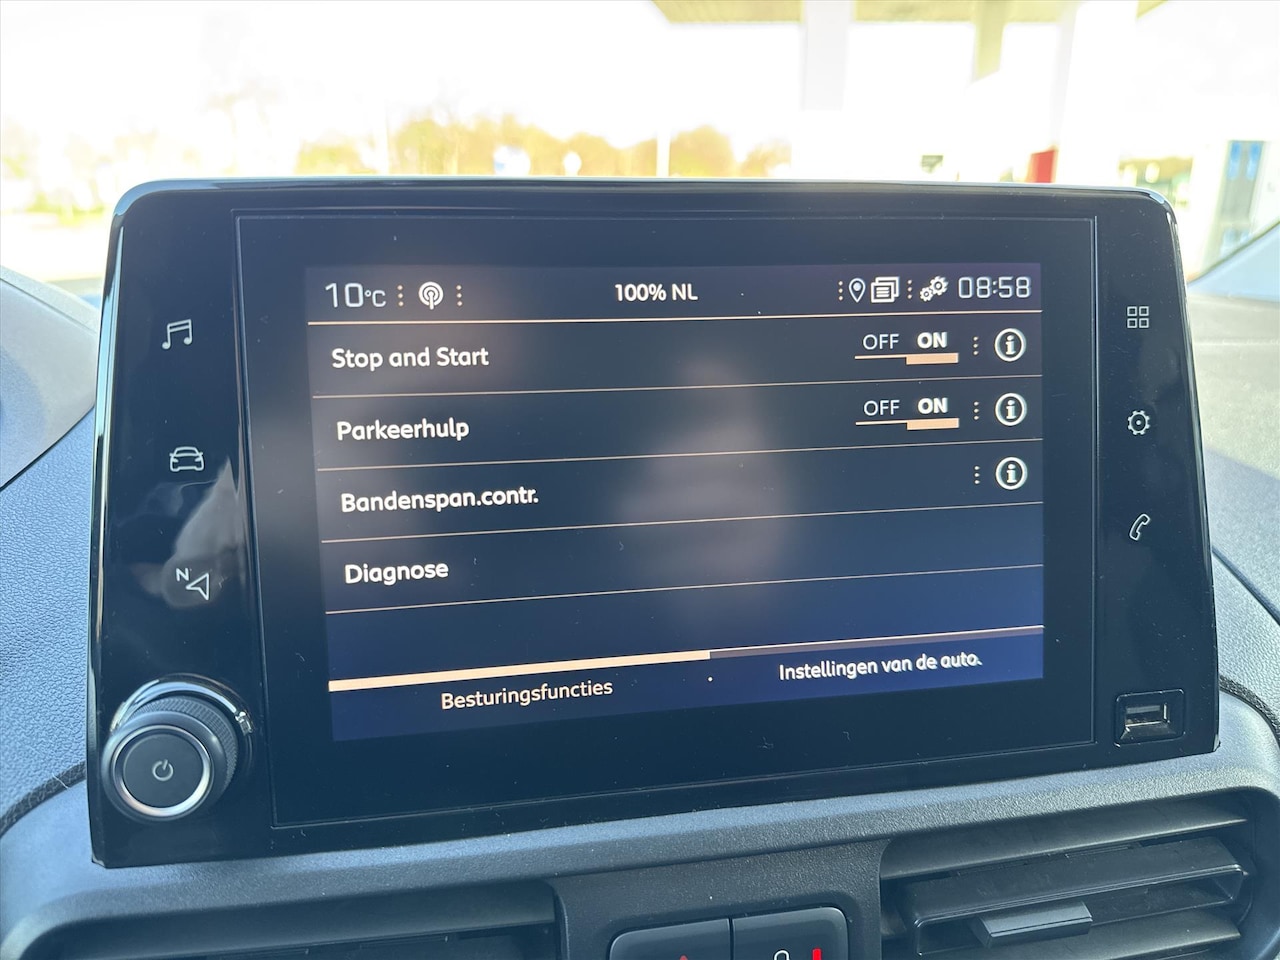 10°C 100% NL 08:58
Stop and Start OFF ON
Parkeerhulp OFF ON
Bandenspan.contr.
Diagnose
Besturingsfuncties Instellingen van de auto.
N